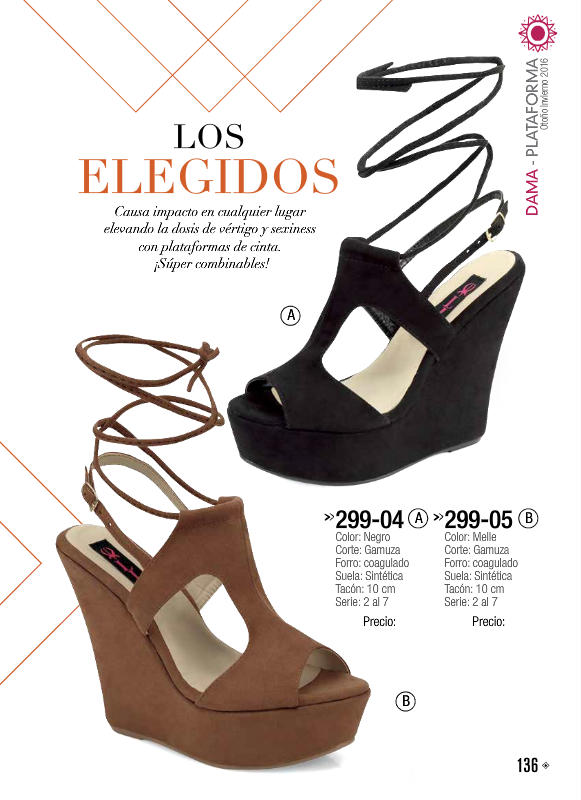 DAMA - PLATAFORMA
Otoño Invierno 2016
LOS
ELEGIDOS
Causa impacto en cualquier lugar
elevando la dosis de vértigo y sexiness
con plataformas de cinta.
¡Súper combinables!
A
299-04 A
Color: Negro
Corte: Gamuza
Forro: coagulado
Suela: Sintética
Tacón: 10 cm
Serie: 2 al 7
Precio:
299-05 B
Color: Melle
Corte: Gamuza
Forro: coagulado
Suela: Sintética
Tacón: 10 cm
Serie: 2 al 7
Precio:
B
136